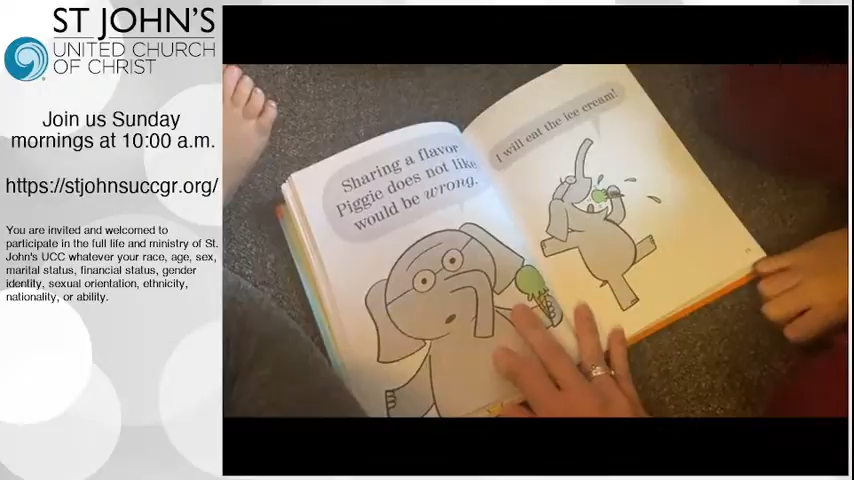 ST JOHN'S
UNITED CHURCH
OF CHRIST
Join us Sunday
mornings at 10:00 a.m.
https://stjohnsuccgr.org/
You are invited and welcomed to
participate in the full life and ministry of St.
John's UCC whatever your race, age, sex,
marital status, financial status, gender
identity, sexual orientation, ethnicity,
nationality, or ability.
Sharing a flavor
Piggie does not like
would be wrong.
I will eat the ice cream!